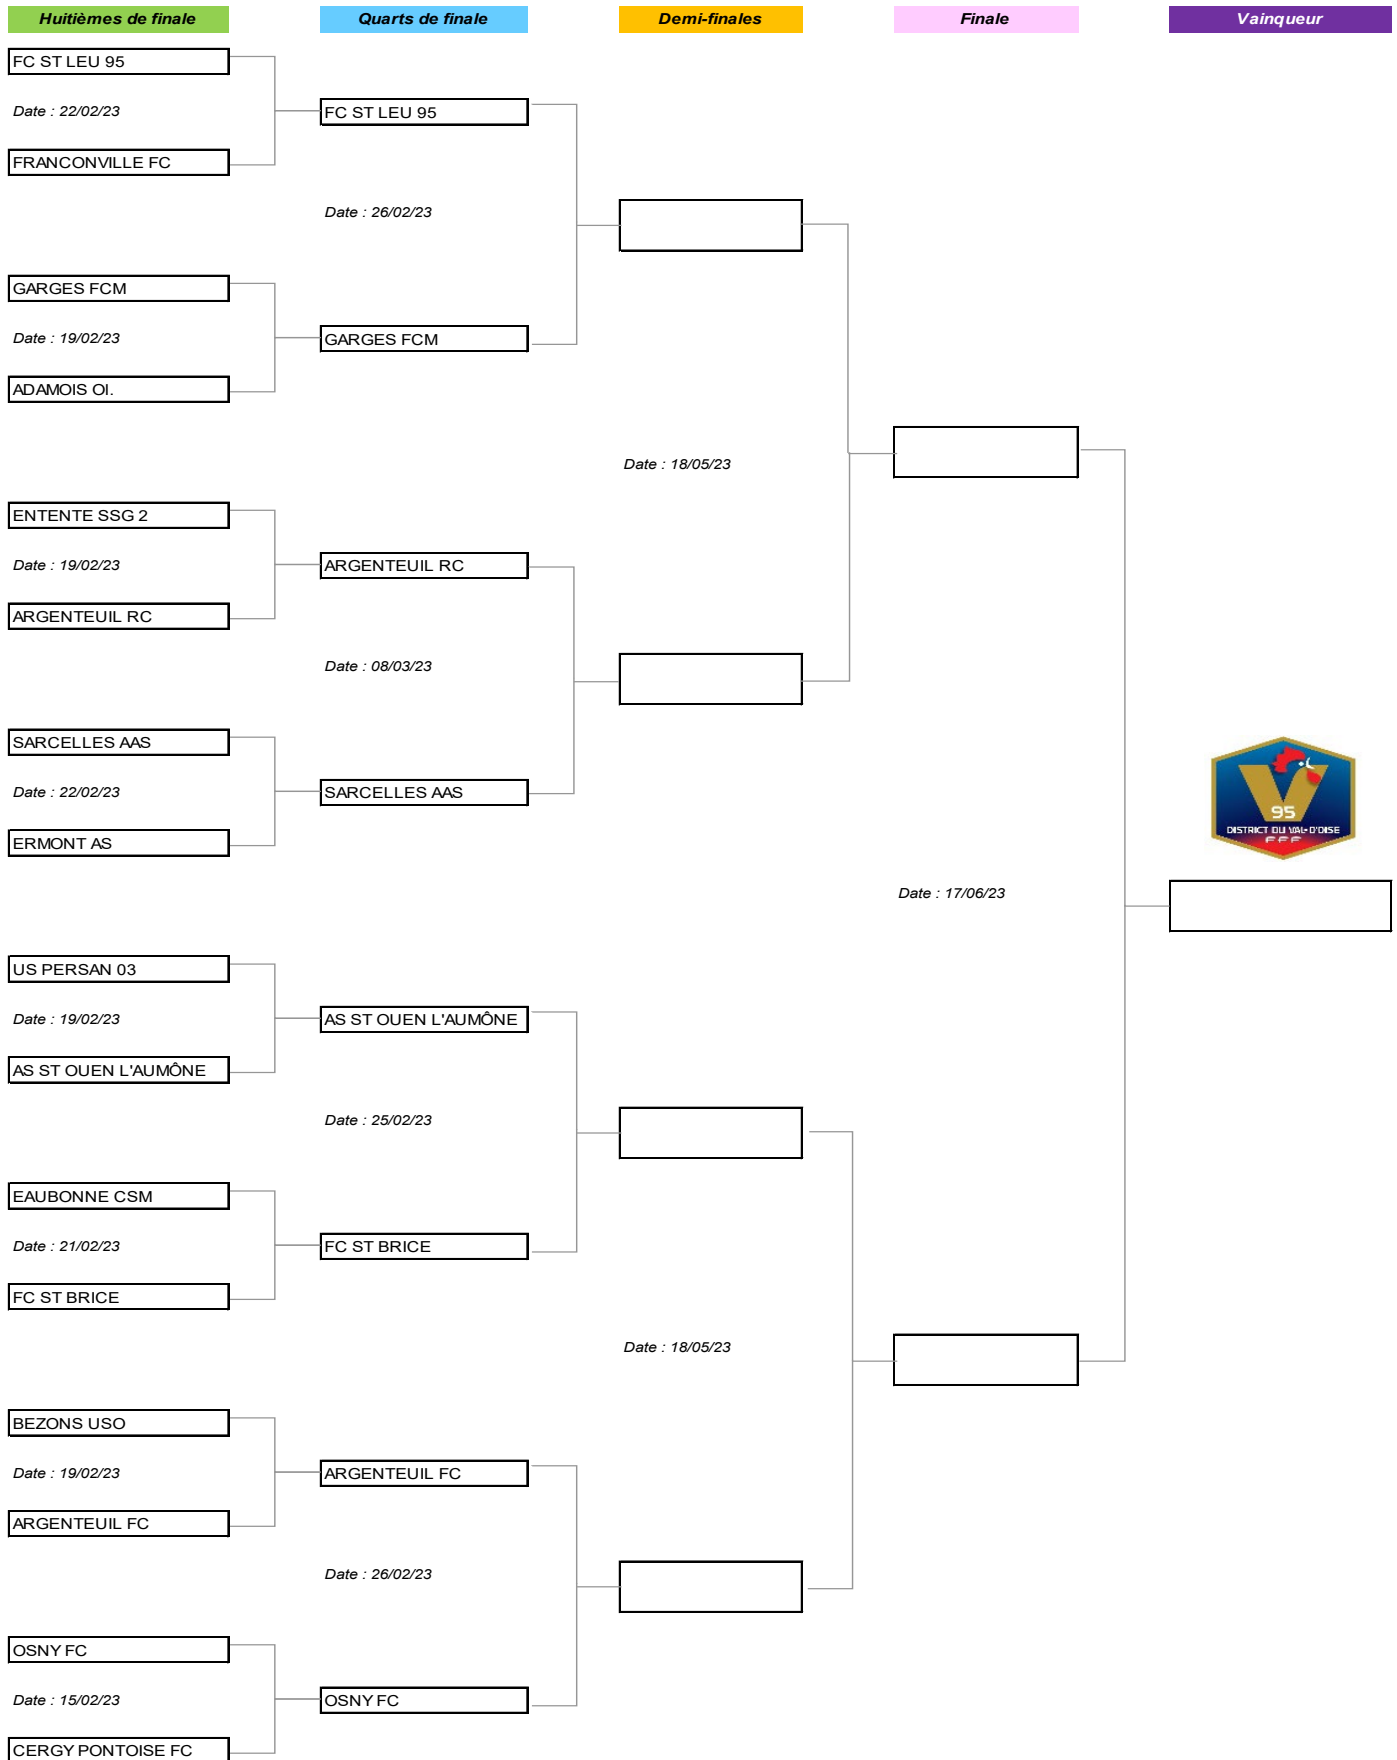 Huitièmes de finale
Quarts de finale
Demi-finales
Finale
Vainqueur
FC ST LEU 95
Date : 22/02/23
FC ST LEU 95
FRANCONVILLE FC
Date : 26/02/23
GARGES FCM
Date : 19/02/23
GARGES FCM
ADAMOIS Ol.
Date : 18/05/23
ENTENTE SSG 2
Date : 19/02/23
ARGENTEUIL RC
ARGENTEUIL RC
Date : 08/03/23
SARCELLES AAS
Date : 22/02/23
SARCELLES AAS
ERMONT AS
V
95
DISTRICT DU VAL-D'OISE
FFF
Date : 17/06/23
US PERSAN 03
Date : 19/02/23
AS ST OUEN L'AUMÔNE
AS ST OUEN L'AUMÔNE
Date : 25/02/23
EAUBONNE CSM
Date : 21/02/23
FC ST BRICE
FC ST BRICE
Date : 18/05/23
BEZONS USO
Date : 19/02/23
ARGENTEUIL FC
ARGENTEUIL FC
Date : 26/02/23
OSNY FC
Date : 15/02/23
OSNY FC
CERGY PONTOISE FC